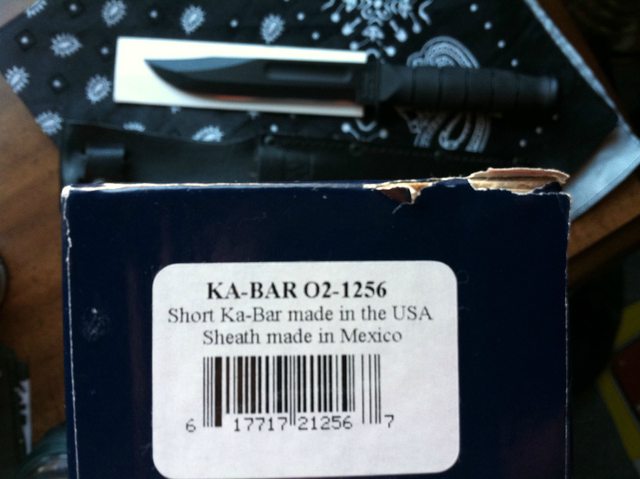 KA-BAR O2-1256
Short Ka-Bar made in the USA
Sheath made in Mexico
6 17717 21256 7